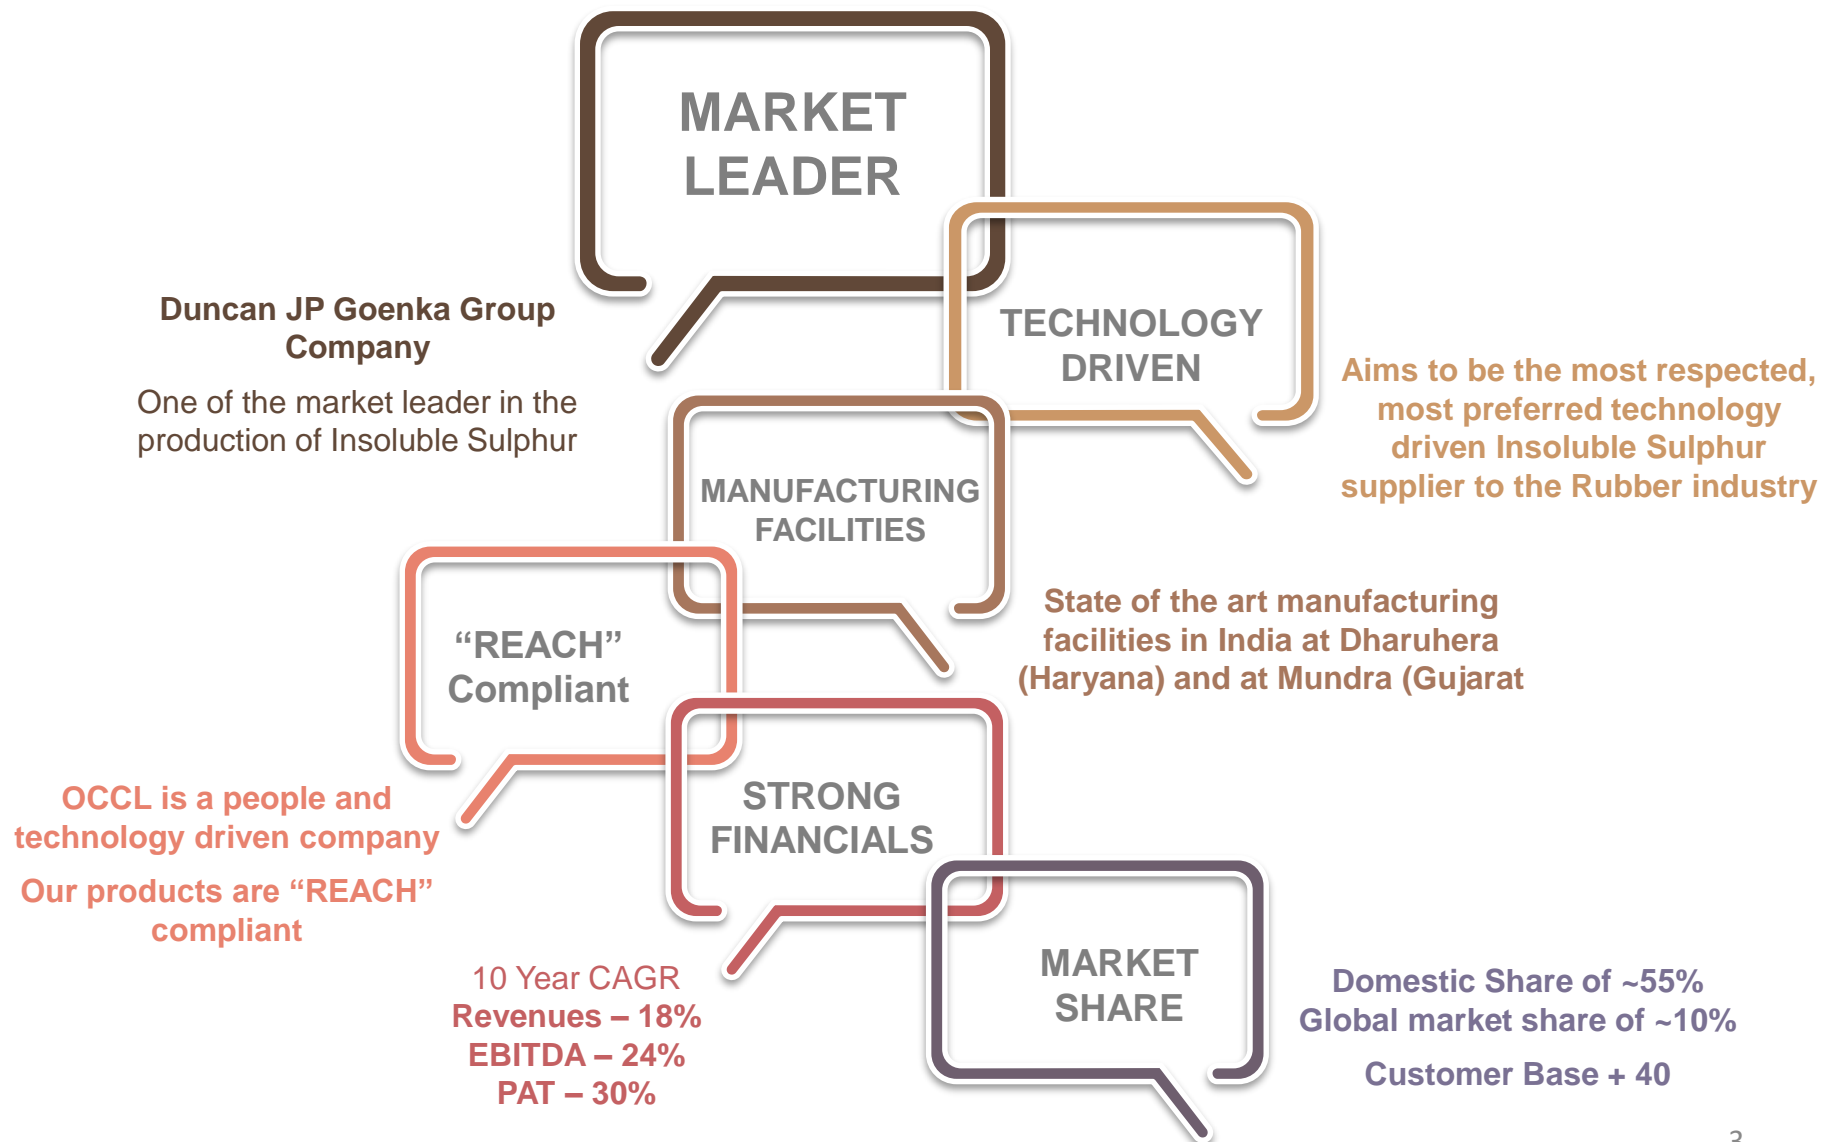 MARKET
LEADER
Duncan JP Goenka Group
Company
One of the market leader in the
production of Insoluble Sulphur
TECHNOLOGY
DRIVEN
Aims to be the most respected,
most preferred technology
driven Insoluble Sulphur
supplier to the Rubber industry
MANUFACTURING
FACILITIES
State of the art manufacturing
facilities in India at Dharuhera
(Haryana) and at Mundra (Gujarat
“REACH”
Compliant
OCCL is a people and
technology driven company
Our products are “REACH”
compliant
STRONG
FINANCIALS
10 Year CAGR
Revenues – 18%
EBITDA – 24%
PAT – 30%
MARKET
SHARE
Domestic Share of ~55%
Global market share of ~10%
Customer Base + 40
3